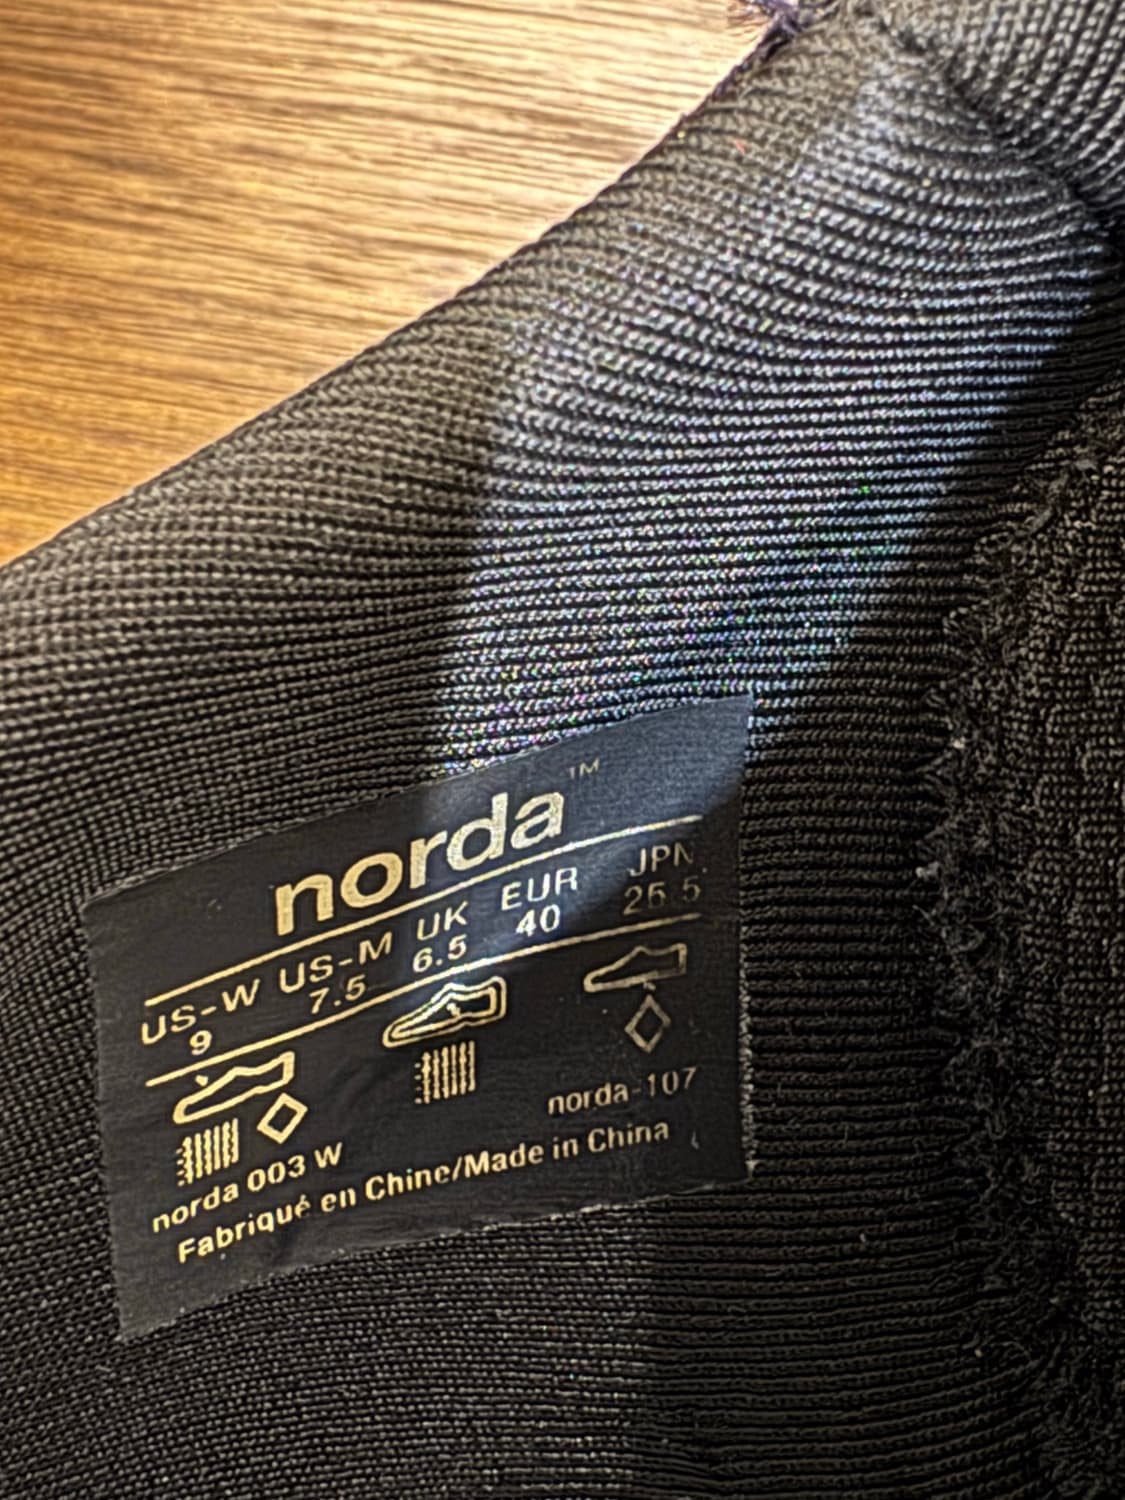 norda™
US-W US-M UK EUR JPN
9 7.5 6.5 40 25.5
norda 003 W norda-107
Fabriqué en Chine/Made in China